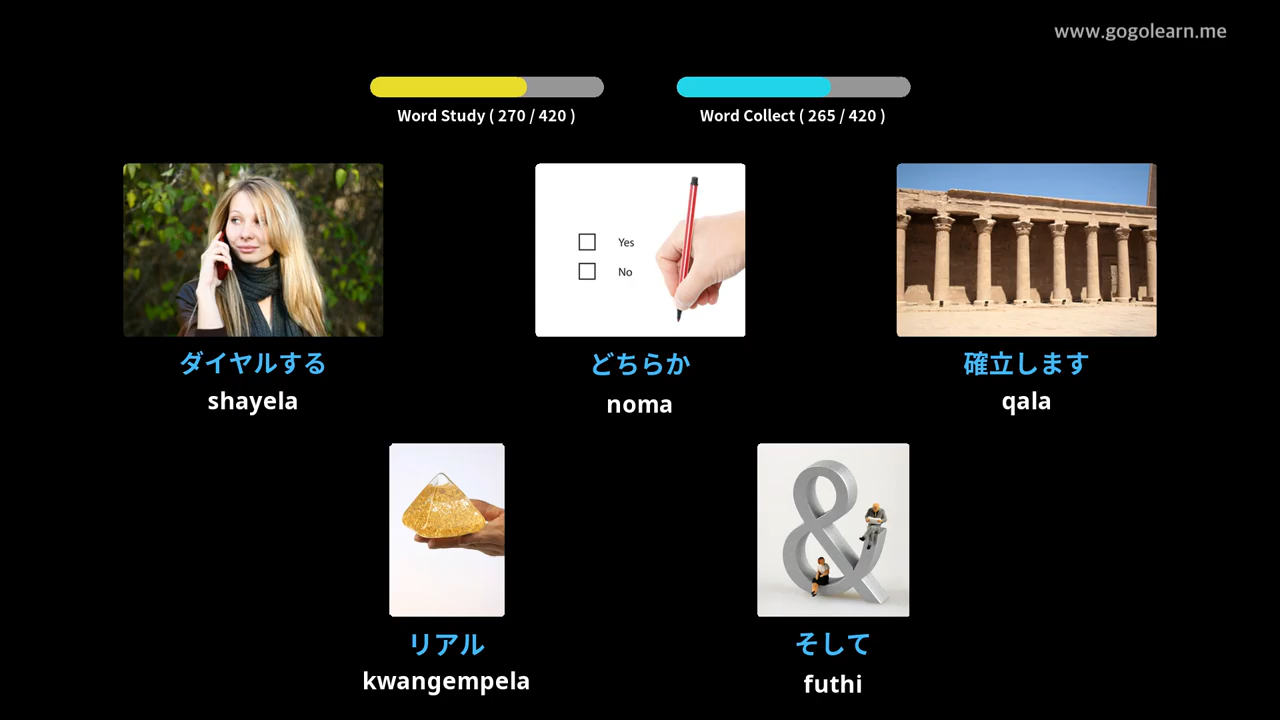 www.gogolearn.me
Word Study ( 270 / 420 )
Word Collect ( 265 / 420 )
Yes
No
ダイヤルする
どちらか
確立します
shayela
noma
qala
&
リアル
そして
kwangempela
futhi